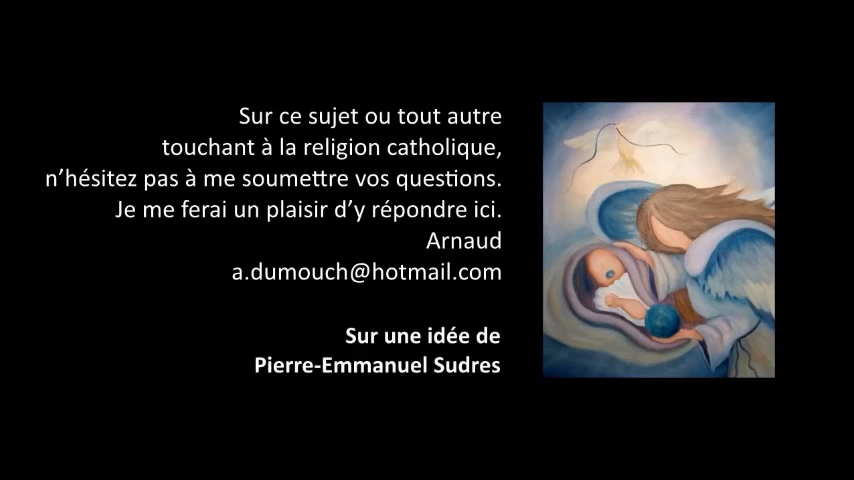 Sur ce sujet ou tout autre
touchant à la religion catholique,
n’hésitez pas à me soumettre vos questions.
Je me ferai un plaisir d’y répondre ici.
Arnaud
a.dumouch@hotmail.com
Sur une idée de
Pierre-Emmanuel Sudres